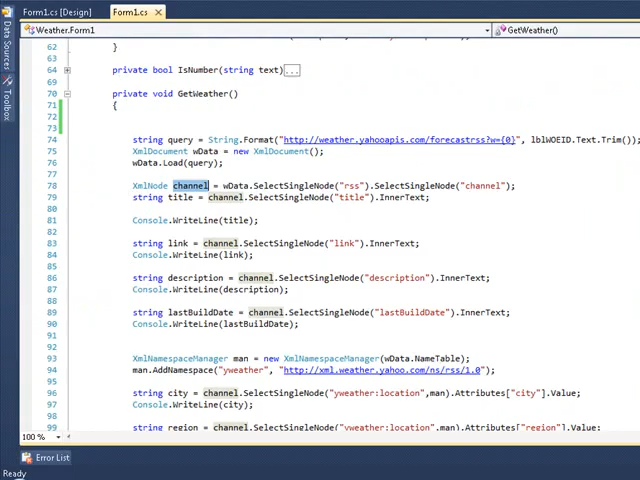 Form1.cs [Design]
Form1.cs
Weather.Form1
GetWeather()
Data Sources
Toolbox
62 }
63
64 private bool IsNumber(string text)...
69
70 private void GetWeather()
71 {
72
73
74 string query = String.Format("http://weather.yahooapis.com/forecastrss?w={0}", lblWOEID.Text.Trim());
75 XmlDocument wData = new XmlDocument();
76 wData.Load(query);
77
78 XmlNode channel = wData.SelectSingleNode("rss").SelectSingleNode("channel");
79 string title = channel.SelectSingleNode("title").InnerText;
80
81 Console.WriteLine(title);
82
83 string link = channel.SelectSingleNode("link").InnerText;
84 Console.WriteLine(link);
85
86 string description = channel.SelectSingleNode("description").InnerText;
87 Console.WriteLine(description);
88
89 string lastBuildDate = channel.SelectSingleNode("lastBuildDate").InnerText;
90 Console.WriteLine(lastBuildDate);
91
92
93 XmlNamespaceManager man = new XmlNamespaceManager(wData.NameTable);
94 man.AddNamespace("yweather", "http://xml.weather.yahoo.com/ns/rss/1.0");
95
96 string city = channel.SelectSingleNode("yweather:location",man).Attributes["city"].Value;
97 Console.WriteLine(city);
98
99 string region = channel.SelectSingleNode("yweather:location",man).Attributes["region"].Value;
100 %
Error List
Ready